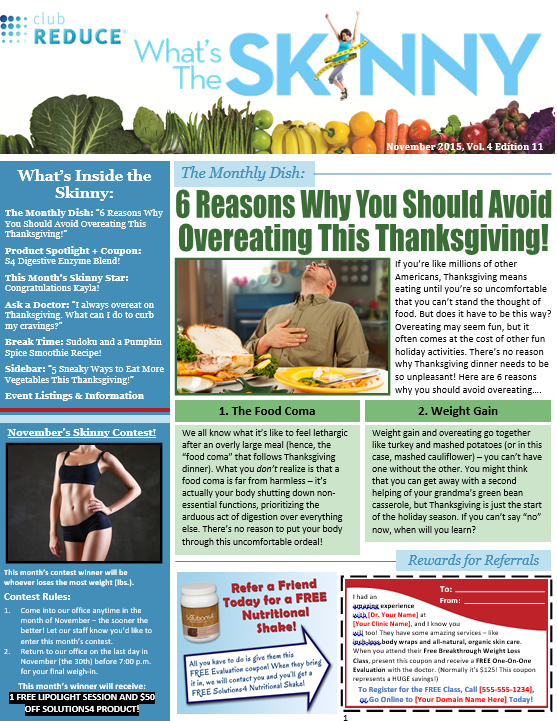 club
REDUCE®
What's
The SKINNY
November 2015, Vol. 4 Edition 11
What's Inside the
Skinny:
The Monthly Dish: "6 Reasons Why
You Should Avoid Overeating This
Thanksgiving!"
Product Spotlight + Coupon:
S4 Digestive Enzyme Blend!
This Month's Skinny Star:
Congratulations Kayla!
Ask a Doctor: "I always overeat on
Thanksgiving. What can I do to curb
my cravings?"
Break Time: Sudoku and a Pumpkin
Spice Smoothie Recipe!
Sidebar: "5 Sneaky Ways to Eat More
Vegetables This Thanksgiving!"
Event Listings & Information
November's Skinny Contest!
This month's contest winner will be
whoever loses the most weight (lbs.).
Contest Rules:
1. Come into our office anytime in the
month of November – the sooner the
better! Let our staff know you'd like to
enter this month's contest.
2. Return to our office on the last day in
November (the 30th) before 7:00 p.m.
for your final weigh-in.
This month's winner will receive:
1 FREE LIPOLIGHT SESSION AND $50
OFF SOLUTIONS4 PRODUCT!
The Monthly Dish:
6 Reasons Why You Should Avoid
Overeating This Thanksgiving!
If you're like millions of other
Americans, Thanksgiving means
eating until you're so uncomfortable
that you can't stand the thought of
food. But does it have to be this way?
Overeating may seem fun, but it
often comes at the cost of other fun
holiday activities. There's no reason
why Thanksgiving dinner needs to be
so unpleasant! Here are 6 reasons
why you should avoid overeating....
1. The Food Coma
We all know what it's like to feel lethargic
after an overly large meal (hence, the
"food coma" that follows Thanksgiving
dinner). What you don't realize is that a
food coma is far from harmless – it's
actually your body shutting down non-
essential functions, prioritizing the
arduous act of digestion over everything
else. There's no reason to put your body
through this uncomfortable ordeal!
2. Weight Gain
Weight gain and overeating go together
like turkey and mashed potatoes (or in this
case, mashed cauliflower) – you can't have
one without the other. You might think
that you can get away with a second
helping of your grandma's green bean
casserole, but Thanksgiving is just the start
of the holiday season. If you can't say "no"
now, when will you learn?
Rewards for Referrals
Refer a Friend
Today for a FREE
Nutritional
Shake!
All you have to do is give them this
FREE Evaluation coupon! When they bring
it in, we will contact you and you'll get a
FREE Solutions4 Nutritional Shake!
To:
From:
I had an
amazing experience
with [Dr. Your Name] at
[Your Clinic Name], and I know you
will too! They have some amazing services – like
inch-loss body wraps and all-natural, organic skin care.
When you attend their Free Breakthrough Weight Loss
Class, present this coupon and receive a FREE One-On-One
Evaluation with the doctor. (Normally it's $125! This coupon
represents a HUGE savings!)
To Register for the FREE Class, Call [555-555-1234],
or Go Online to [Your Domain Name Here] Today!
1